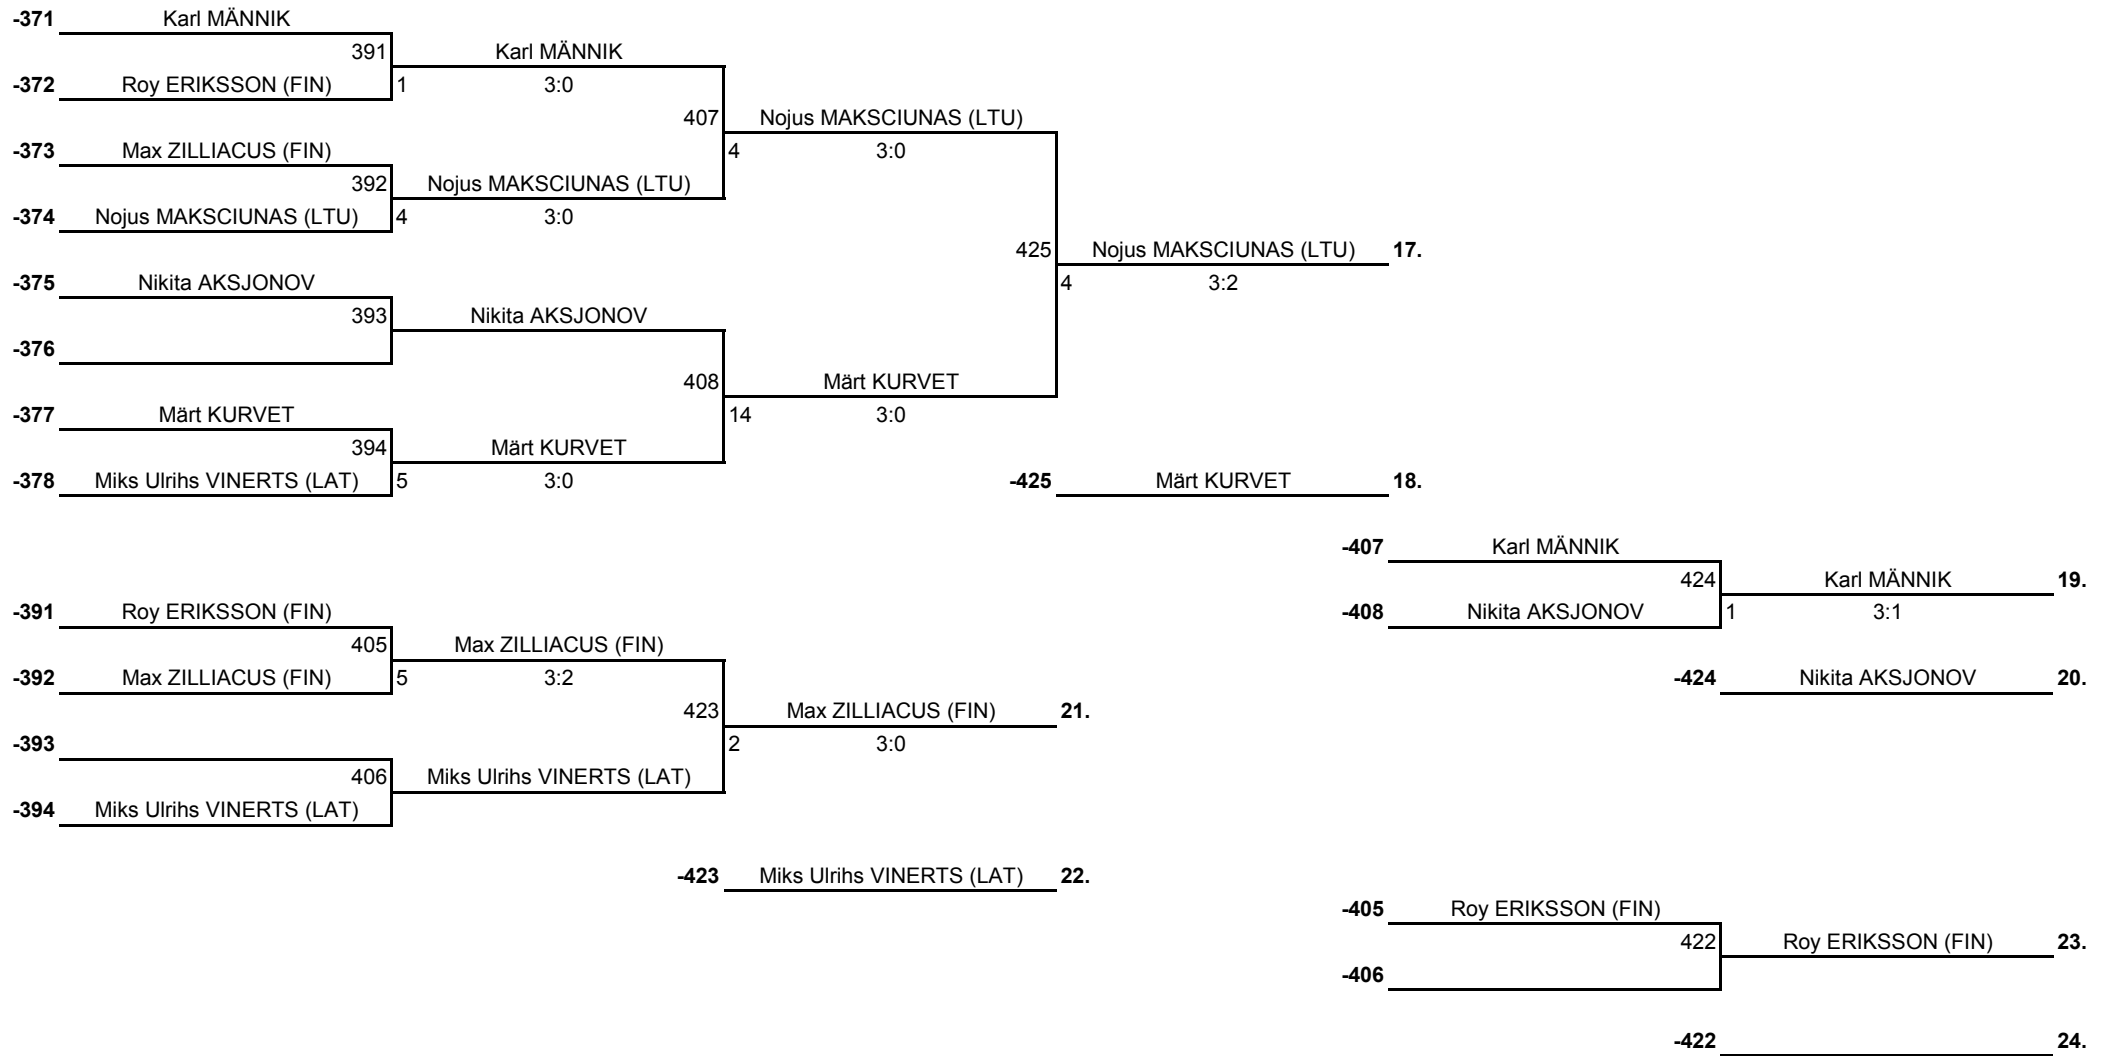 -371 Karl MÄNNIK
391 Karl MÄNNIK
-372 Roy ERIKSSON (FIN) 1 3:0
407 Nojus MAKSCIUNAS (LTU)
-373 Max ZILLIACUS (FIN) 4 3:0
392 Nojus MAKSCIUNAS (LTU)
-374 Nojus MAKSCIUNAS (LTU) 4 3:0
425 Nojus MAKSCIUNAS (LTU) 17.
-375 Nikita AKSJONOV 4 3:2
393 Nikita AKSJONOV
-376
408 Märt KURVET
-377 Märt KURVET 14 3:0
394 Märt KURVET
-378 Miks Ulrihs VINERTS (LAT) 5 3:0 -425 Märt KURVET 18.
-407 Karl MÄNNIK
424 Karl MÄNNIK 19.
-391 Roy ERIKSSON (FIN) -408 Nikita AKSJONOV 1 3:1
405 Max ZILLIACUS (FIN)
-392 Max ZILLIACUS (FIN) 5 3:2 -424 Nikita AKSJONOV 20.
423 Max ZILLIACUS (FIN) 21.
-393 2 3:0
406 Miks Ulrihs VINERTS (LAT)
-394 Miks Ulrihs VINERTS (LAT)
-423 Miks Ulrihs VINERTS (LAT) 22.
-405 Roy ERIKSSON (FIN)
422 Roy ERIKSSON (FIN) 23.
-406
-422 24.